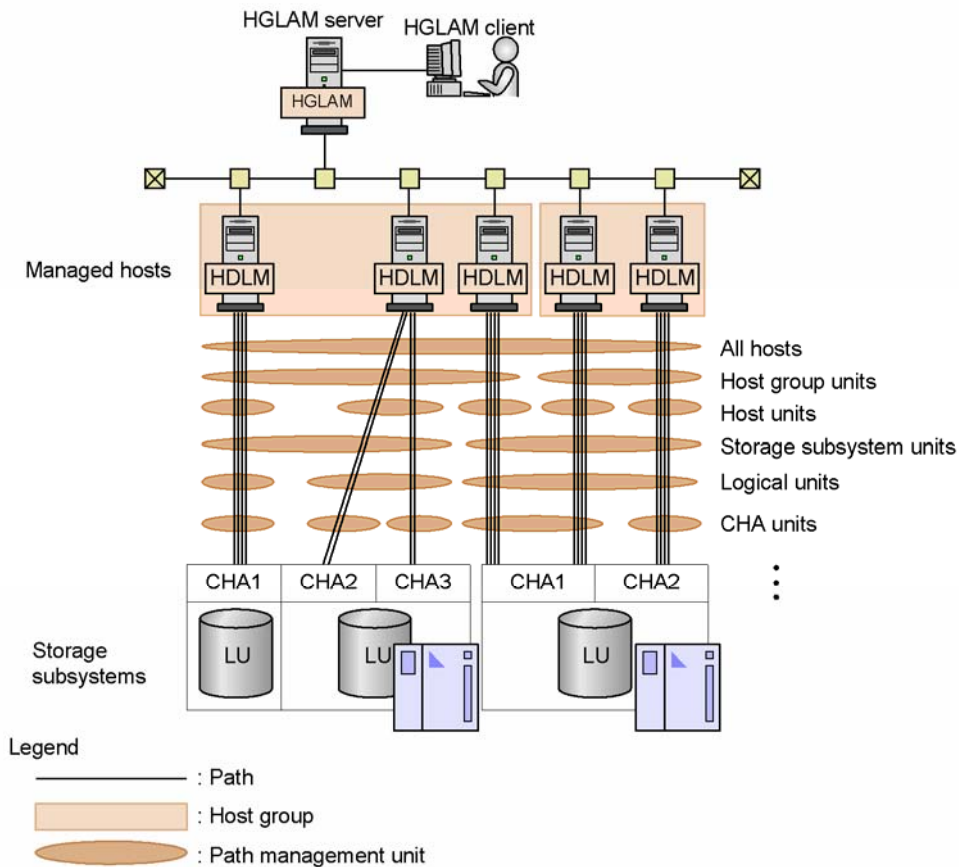 HGLAM server
HGLAM client
HGLAM
Managed hosts
HDLM
HDLM
HDLM
HDLM
HDLM
All hosts
Host group units
Host units
Storage subsystem units
Logical units
CHA units
CHA1
CHA2
CHA3
CHA1
CHA2
Storage
subsystems
LU
LU
LU
Legend
: Path
: Host group
: Path management unit